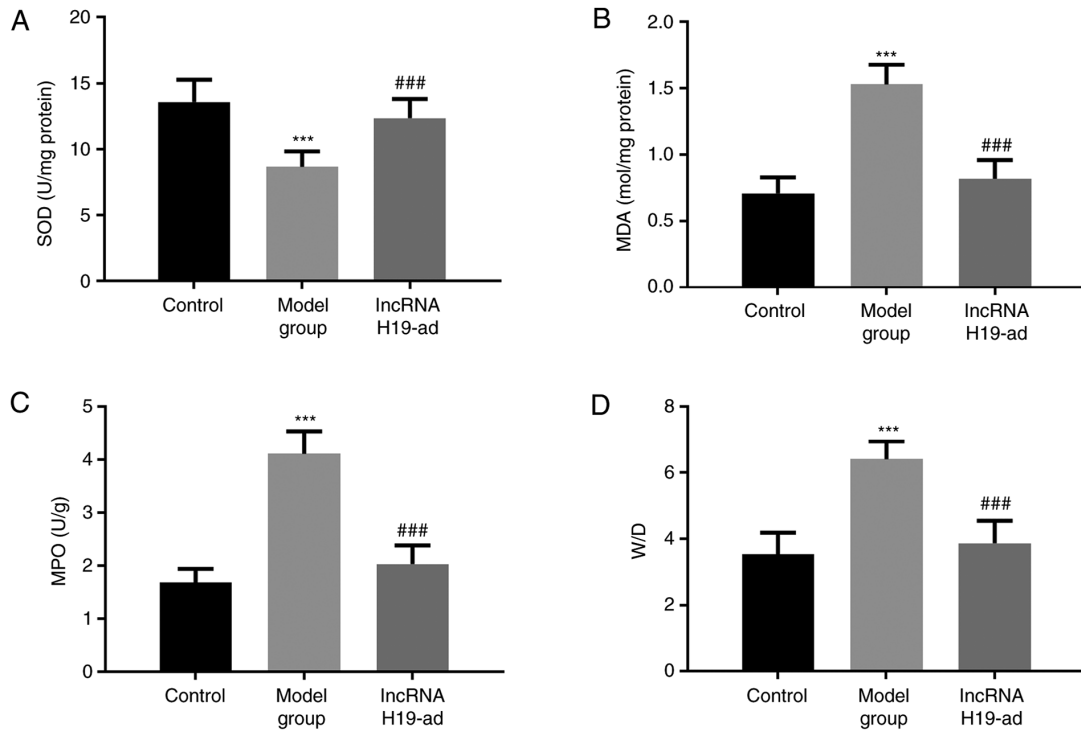 A
SOD (U/mg protein)
20
15
10
5
0
***
###
Control
Model
group
lncRNA
H19-ad
B
MDA (mol/mg protein)
2.0
1.5
1.0
0.5
0.0
***
###
Control
Model
group
lncRNA
H19-ad
C
MPO (U/g)
5
4
3
2
1
0
***
###
Control
Model
group
lncRNA
H19-ad
D
W/D
8
6
4
2
0
***
###
Control
Model
group
lncRNA
H19-ad